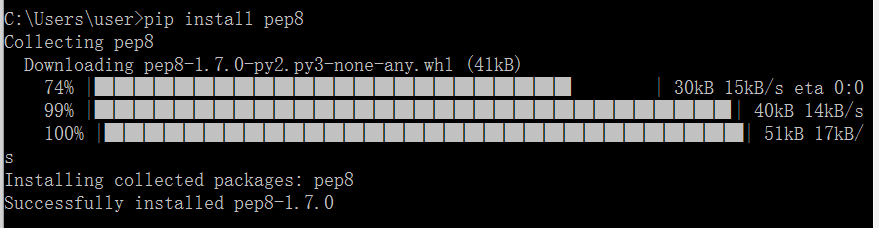 C:\Users\user>pip install pep8
Collecting pep8
  Downloading pep8-1.7.0-py2.py3-none-any.whl (41kB)
    74% |████████████████████████        | 30kB 15kB/s eta 0:0
    99% |████████████████████████████████| 40kB 14kB/s
    100% |████████████████████████████████| 51kB 17kB/
s
Installing collected packages: pep8
Successfully installed pep8-1.7.0